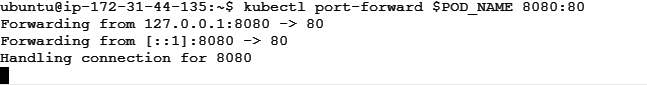 ubuntu@ip-172-31-44-135:~$ kubectl port-forward $POD_NAME 8080:80
Forwarding from 127.0.0.1:8080 -> 80
Forwarding from [::1]:8080 -> 80
Handling connection for 8080